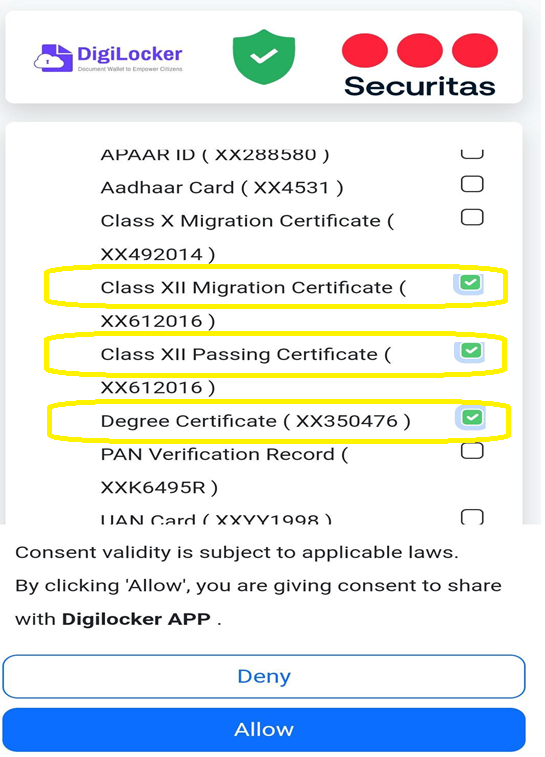 DigiLocker
Document Wallet to Empower Citizens
Securitas
APAAR ID ( XX288580 )
Aadhaar Card ( XX4531 )
Class X Migration Certificate (
XX492014 )
Class XII Migration Certificate (
XX612016 )
Class XII Passing Certificate (
XX612016 )
Degree Certificate ( XX350476 )
PAN Verification Record (
XXK6495R )
UAN Card ( XXYY1998 )
Consent validity is subject to applicable laws.
By clicking 'Allow', you are giving consent to share
with Digilocker APP .
Deny
Allow